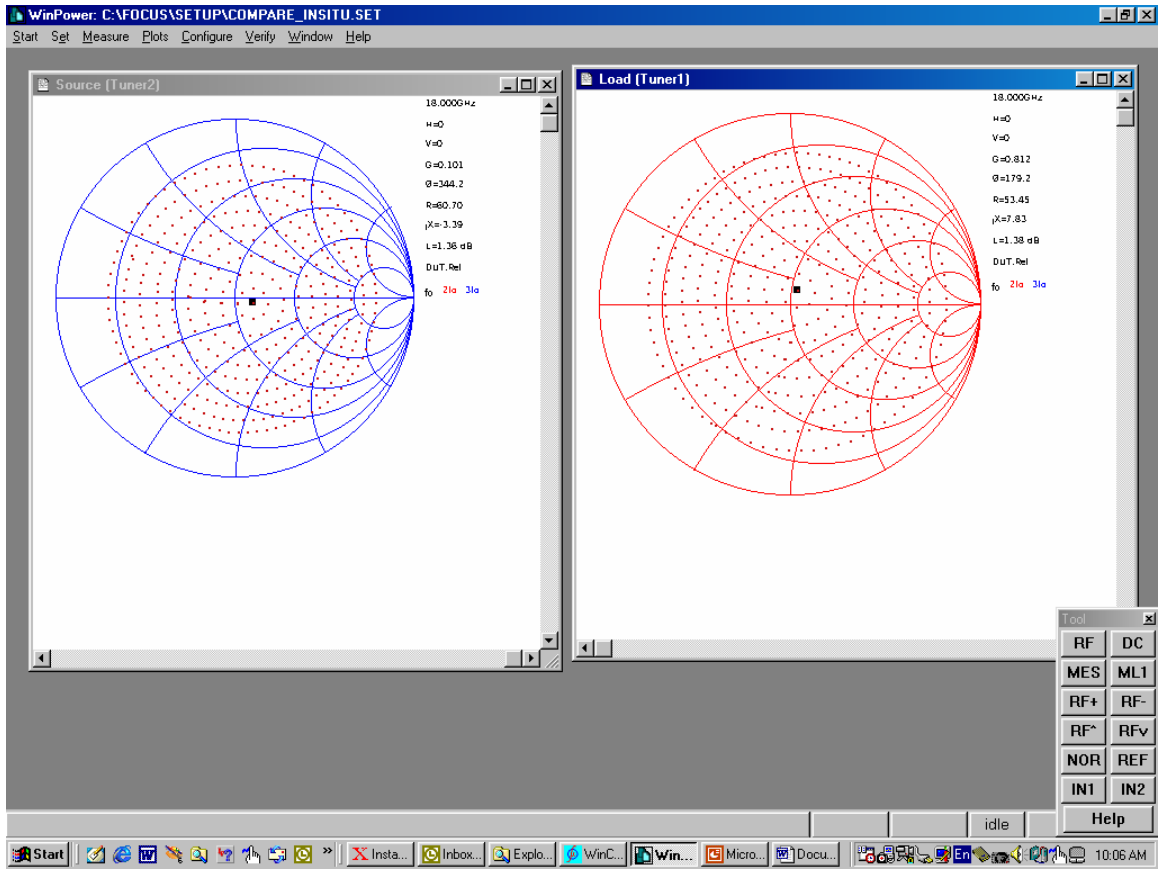 WinPower: C:\FOCUS\SETUP\COMPARE_INSITU.SET
Start Set Measure Plots Configure Verify Window Help
Source (Tuner2)
18.000GHz
H=0
V=0
G=0.101
Ø=344.2
R=60.70
jX=-3.39
L=1.36 dB
DUT.Rel
fo 2fo 3fo
Load (Tuner1)
18.000GHz
H=0
V=0
G=0.812
Ø=179.2
R=53.45
jX=7.83
L=1.38 dB
DUT.Rel
fo 2fo 3fo
Tool
RF DC
MES ML1
RF+ RF-
RF^ RFv
NOR REF
IN1 IN2
Help
idle
Start » Insta... Inbox... Explo... WinC... Win... Micro... Docu... En 10:06 AM